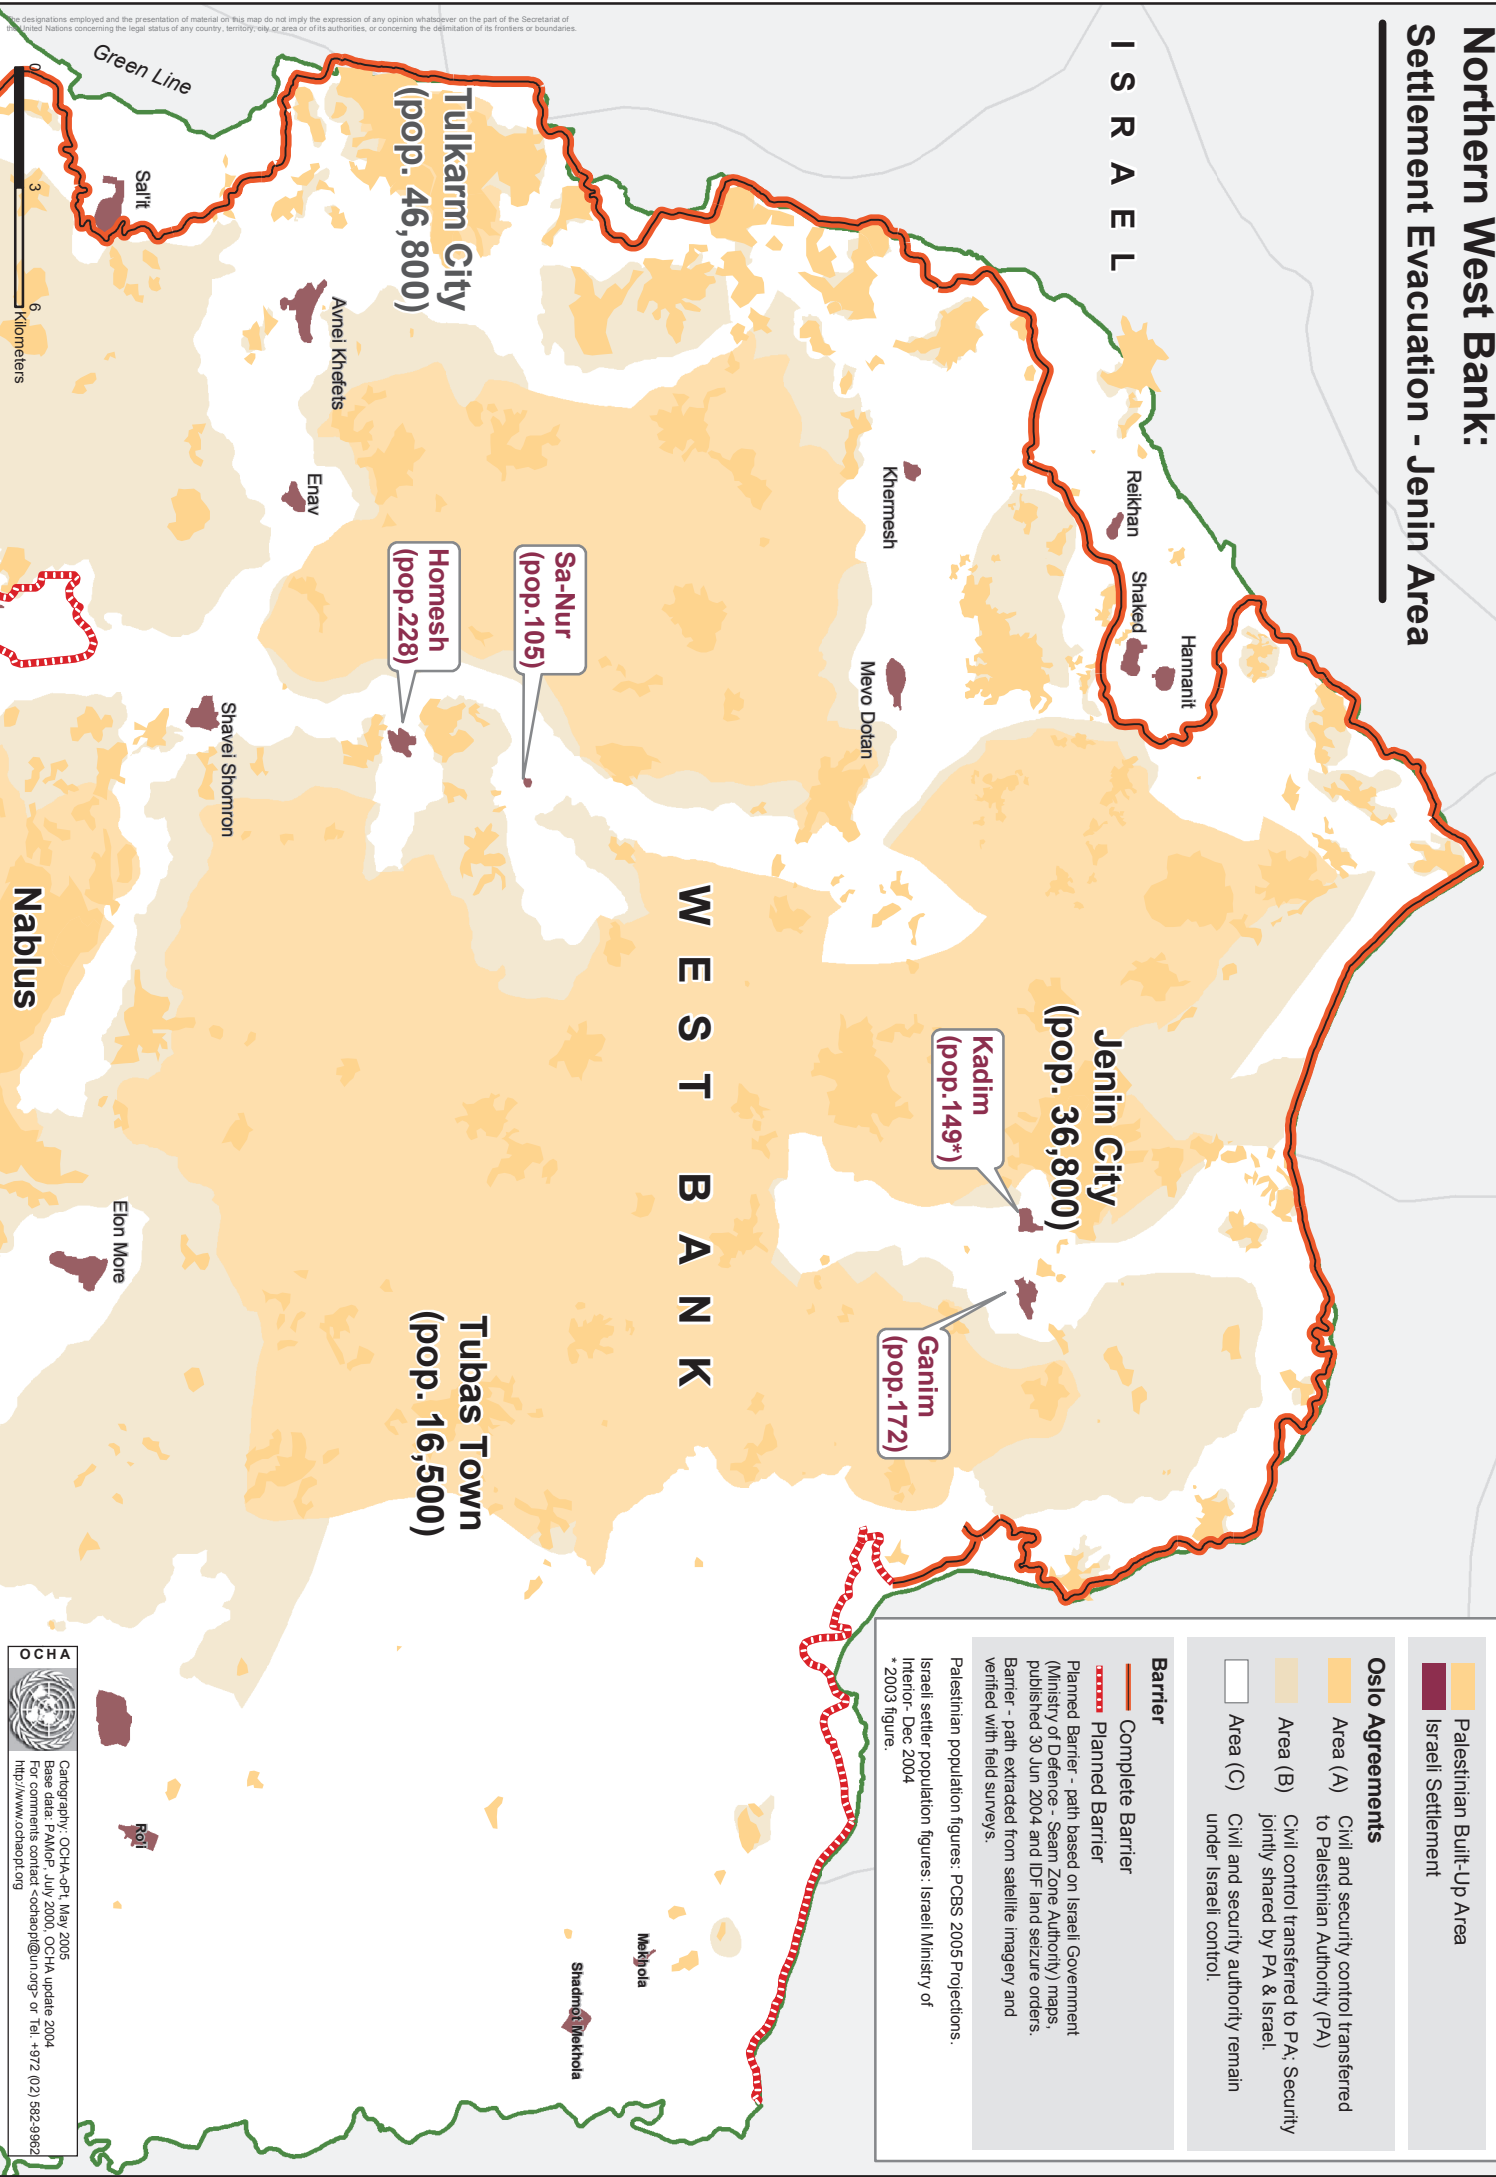 Northern West Bank:
Settlement Evacuation - Jenin Area
The designations employed and the presentation of material on this map do not imply the expression of any opinion whatsoever on the part of the Secretariat of
the United Nations concerning the legal status of any country, territory, city or area or of its authorities, or concerning the delimitation of its frontiers or boundaries.
ISRAEL
Green Line
Reikhan
Shaked
Hannanit
Khermesh
Mevo Dotan
Jenin City
(pop. 36,800)
Kadim
(pop.149*)
Ganim
(pop.172)
WEST BANK
Sa-Nur
(pop.105)
Homesh
(pop.228)
Tulkarm City
(pop. 46,800)
Tubas Town
(pop. 16,500)
Avnei Khefets
Enav
Sal'it
Shavei Shomron
Nablus
Elon More
Mekhola
Shadmot Mekhola
Roi
0 3 6
Kilometers
Palestinian Built-Up Area
Israeli Settlement
Oslo Agreements
Area (A) Civil and security control transferred
to Palestinian Authority (PA)
Area (B) Civil control transferred to PA; Security
jointly shared by PA & Israel.
Area (C) Civil and security authority remain
under Israeli control.
Barrier
Complete Barrier
Planned Barrier
Planned Barrier - path based on Israeli Government
(Ministry of Defence - Seam Zone Authority) maps,
published 30 Jun 2004 and IDF land seizure orders.
Barrier - path extracted from satellite imagery and
verified with field surveys.
Palestinian population figures: PCBS 2005 Projections.
Israeli settler population figures: Israeli Ministry of
Interior- Dec 2004
* 2003 figure.
OCHA
Cartography: OCHA-oPt, May 2005
Base data: PAMoP, July 2000, OCHA update 2004
For comments contact <ochaopt@un.org> or Tel. +972 (02) 582-9962
http://www.ochaopt.org